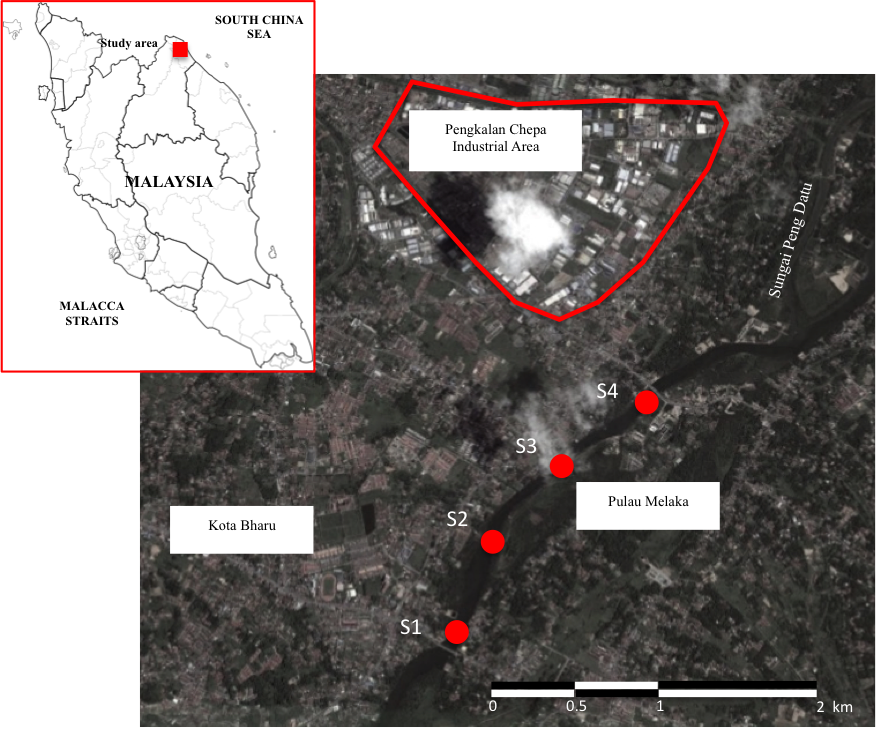 SOUTH CHINA
SEA
Study area
MALAYSIA
MALACCA
STRAITS
Pengkalan Chepa
Industrial Area
Sungai Peng Datu
S4
S3
Pulau Melaka
S2
Kota Bharu
S1
0 0.5 1 2 km